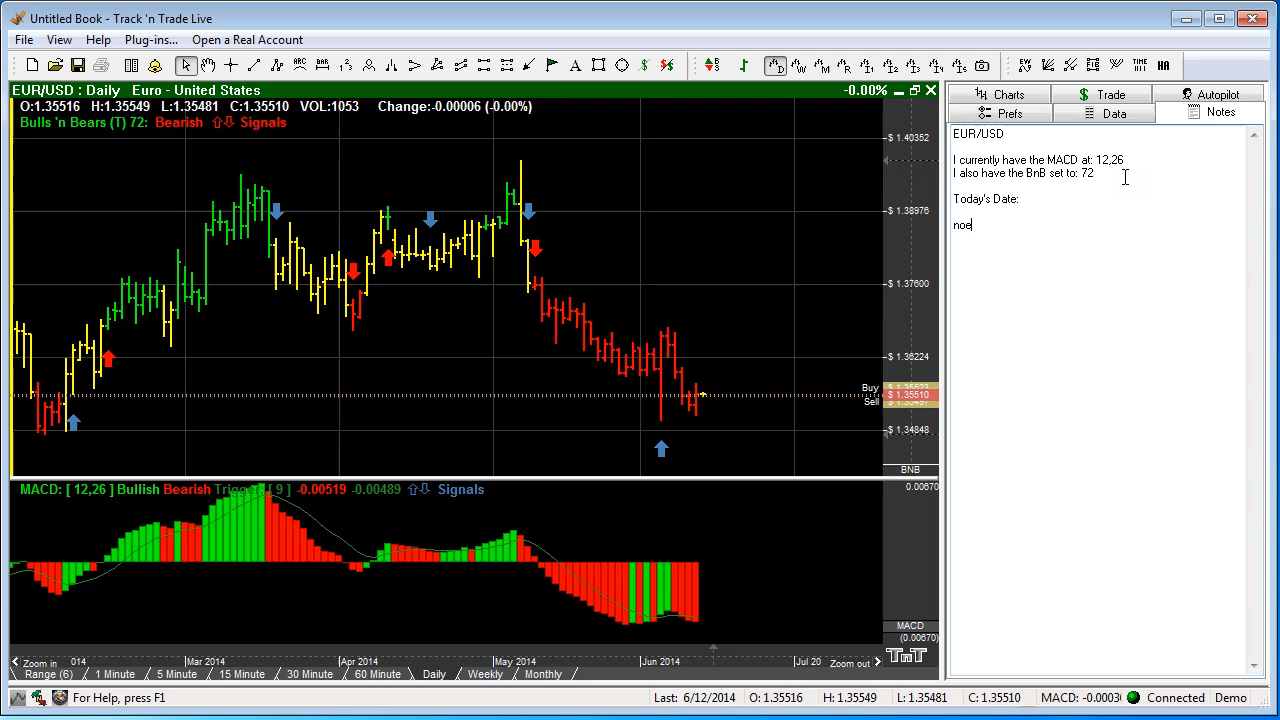 Untitled Book - Track 'n Trade Live
File View Help Plug-ins... Open a Real Account
EUR/USD : Daily Euro - United States -0.00%
O:1.35516 H:1.35549 L:1.35481 C:1.35510 VOL:1053 Change:-0.00006 (-0.00%)
Bulls 'n Bears (T) 72: Bearish Signals
$ 1.40352
$ 1.38976
$ 1.37600
$ 1.36224
Buy
$ 1.35510
Sell
$ 1.34848
BNB
MACD: [ 12,26 ] Bullish Bearish Trigger: [ 9 ] -0.00519 -0.00489 Signals
0.00670
MACD
(0.00670)
Zoom in 014 Mar 2014 Apr 2014 May 2014 Jun 2014 Jul 20 Zoom out
TNT
Range (6) 1 Minute 5 Minute 15 Minute 30 Minute 60 Minute Daily Weekly Monthly
Charts Trade Autopilot
Prefs Data Notes
EUR/USD
I currently have the MACD at: 12,26
I also have the BnB set to: 72
Today's Date:
noe
For Help, press F1 Last: 6/12/2014 O: 1.35516 H: 1.35549 L: 1.35481 C: 1.35510 MACD: -0.0003 Connected Demo